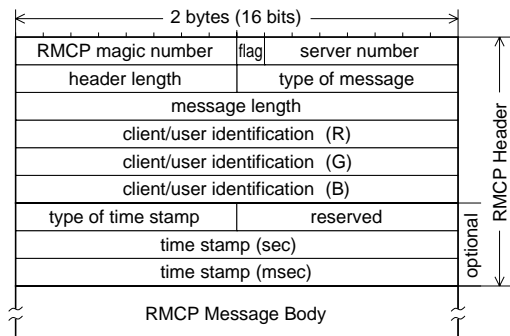 2 bytes (16 bits)
RMCP magic number flag server number
header length type of message
message length
client/user identification (R)
client/user identification (G)
client/user identification (B)
type of time stamp reserved
time stamp (sec)
time stamp (msec)
RMCP Message Body
RMCP Header
optional